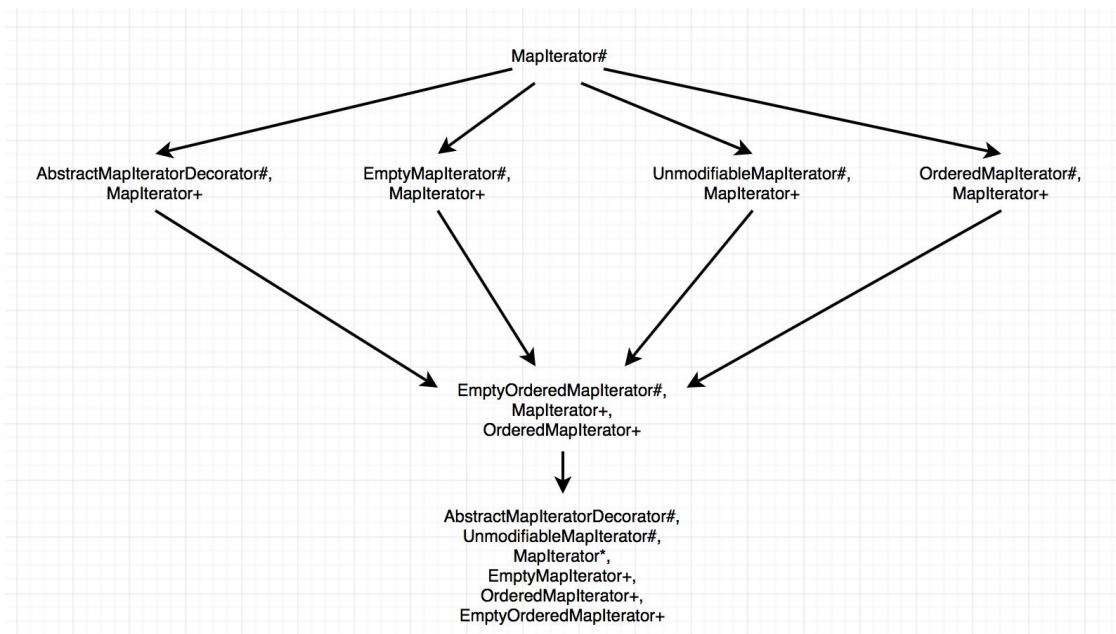 MapIterator#
AbstractMapIteratorDecorator#,
MapIterator+
EmptyMapIterator#,
MapIterator+
UnmodifiableMapIterator#,
MapIterator+
OrderedMapIterator#,
MapIterator+
EmptyOrderedMapIterator#,
MapIterator+,
OrderedMapIterator+
AbstractMapIteratorDecorator#,
UnmodifiableMapIterator#,
MapIterator*,
EmptyMapIterator+,
OrderedMapIterator+,
EmptyOrderedMapIterator+